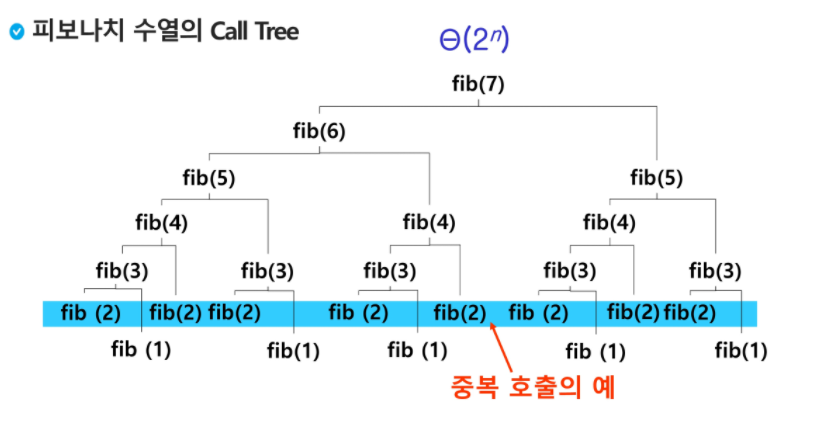 피보나치 수열의 Call Tree
Θ(2ⁿ)
fib(7)
fib(6)
fib(5) fib(5)
fib(4) fib(4) fib(4)
fib(3) fib(3) fib(3) fib(3) fib(3)
fib (2) fib(2) fib(2) fib (2) fib(2) fib (2) fib(2) fib(2)
fib (1) fib(1) fib (1) fib (1) fib(1)
중복 호출의 예